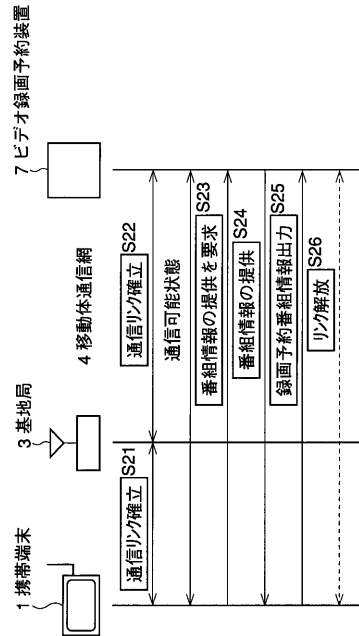 1 携帯端末
3 基地局
4 移動体通信網
7 ビデオ録画予約装置
通信リンク確立 S21
通信リンク確立 S22
通信可能状態
番組情報の提供を要求 S23
番組情報の提供 S24
録画予約番組情報出力 S25
リンク解放 S26